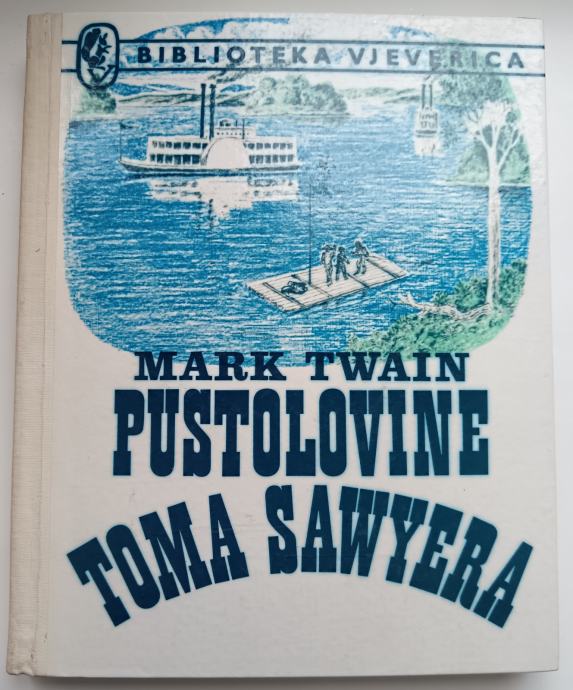 BIBLIOTEKA VJEVERICA
MARK TWAIN
PUSTOLOVINE
TOMA SAWYERA